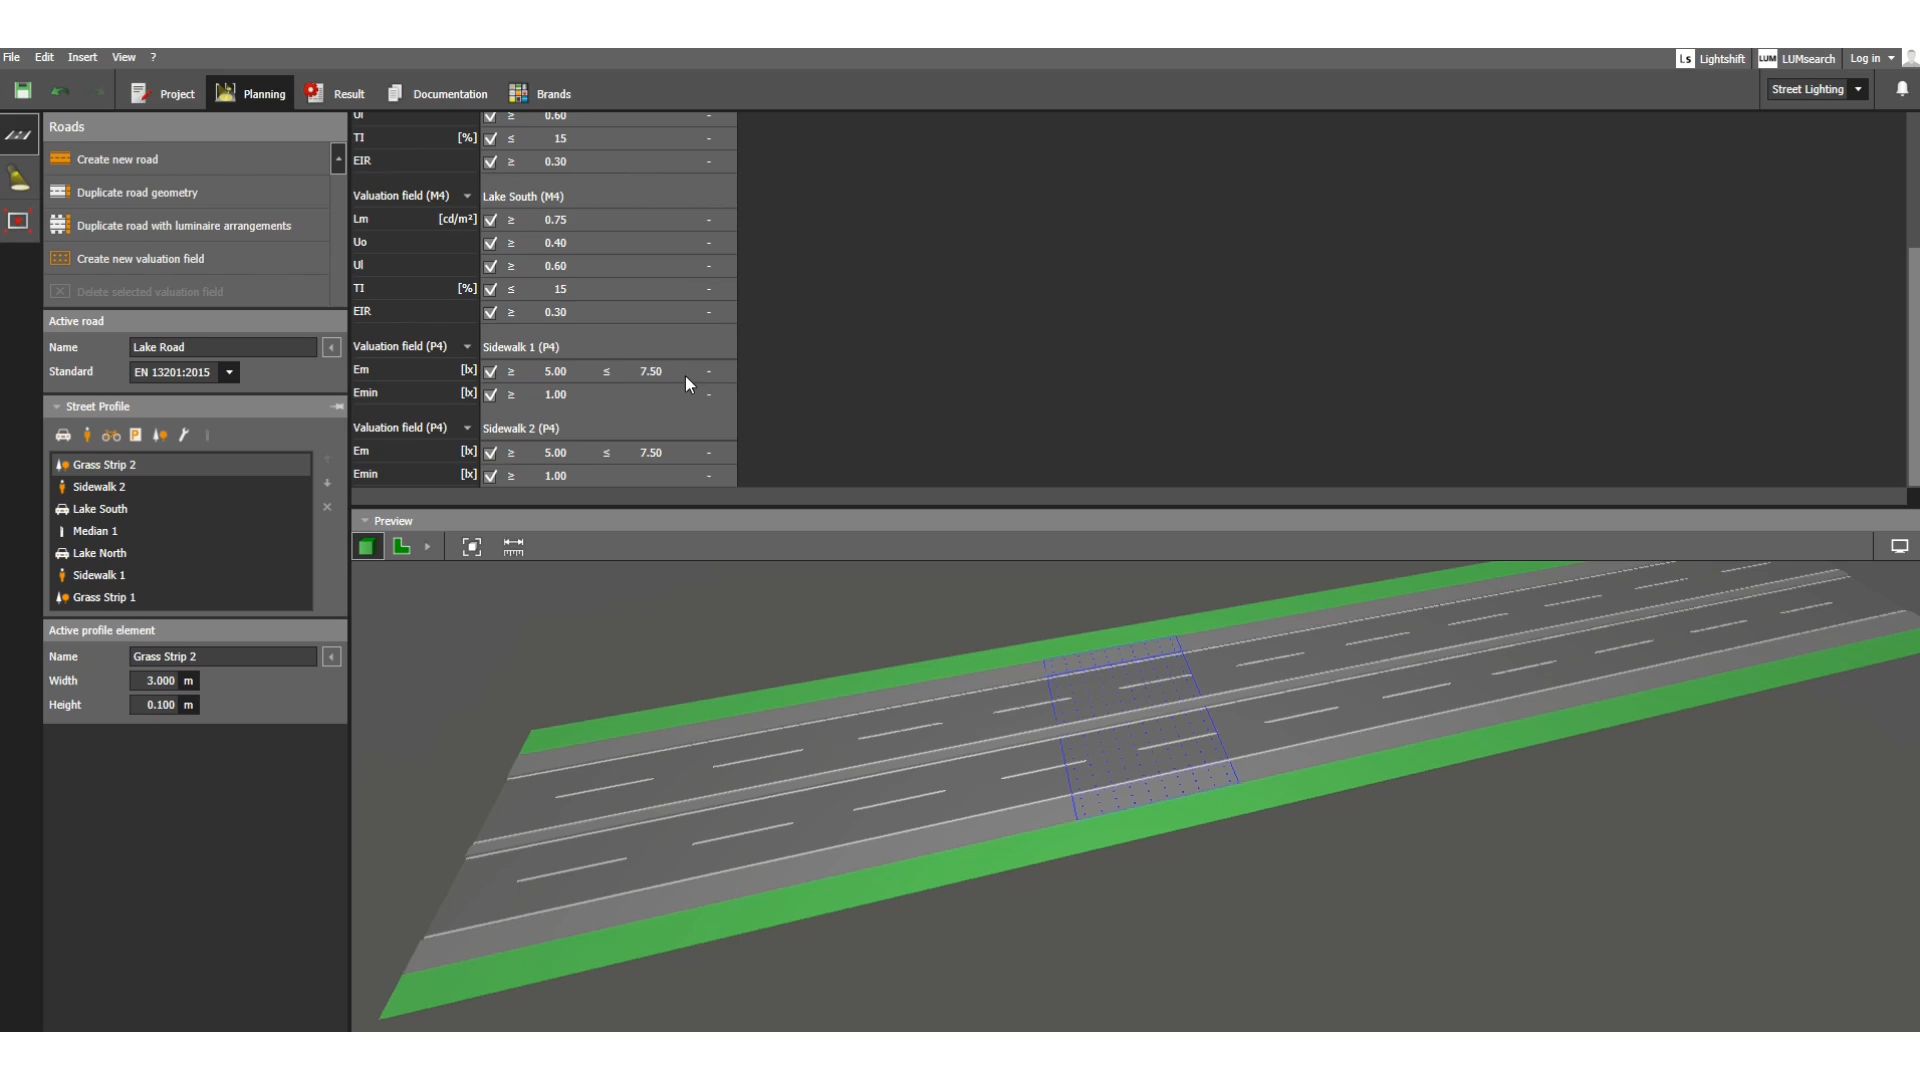 File Edit Insert View ?
Ls Lightshift LUM LUMsearch Log in
Project Planning Result Documentation Brands
Street Lighting
Roads
Create new road
Duplicate road geometry
Duplicate road with luminaire arrangements
Create new valuation field
Delete selected valuation field
Active road
Name Lake Road
Standard EN 13201:2015
Street Profile
P
Grass Strip 2
Sidewalk 2
Lake South
Median 1
Lake North
Sidewalk 1
Grass Strip 1
Active profile element
Name Grass Strip 2
Width 3.000 m
Height 0.100 m
Ul ≥ 0.60 -
TI [%] ≤ 15 -
EIR ≥ 0.30 -
Valuation field (M4) Lake South (M4)
Lm [cd/m²] ≥ 0.75 -
Uo ≥ 0.40 -
Ul ≥ 0.60 -
TI [%] ≤ 15 -
EIR ≥ 0.30 -
Valuation field (P4) Sidewalk 1 (P4)
Em [lx] ≥ 5.00 ≤ 7.50 -
Emin [lx] ≥ 1.00 -
Valuation field (P4) Sidewalk 2 (P4)
Em [lx] ≥ 5.00 ≤ 7.50 -
Emin [lx] ≥ 1.00 -
Preview